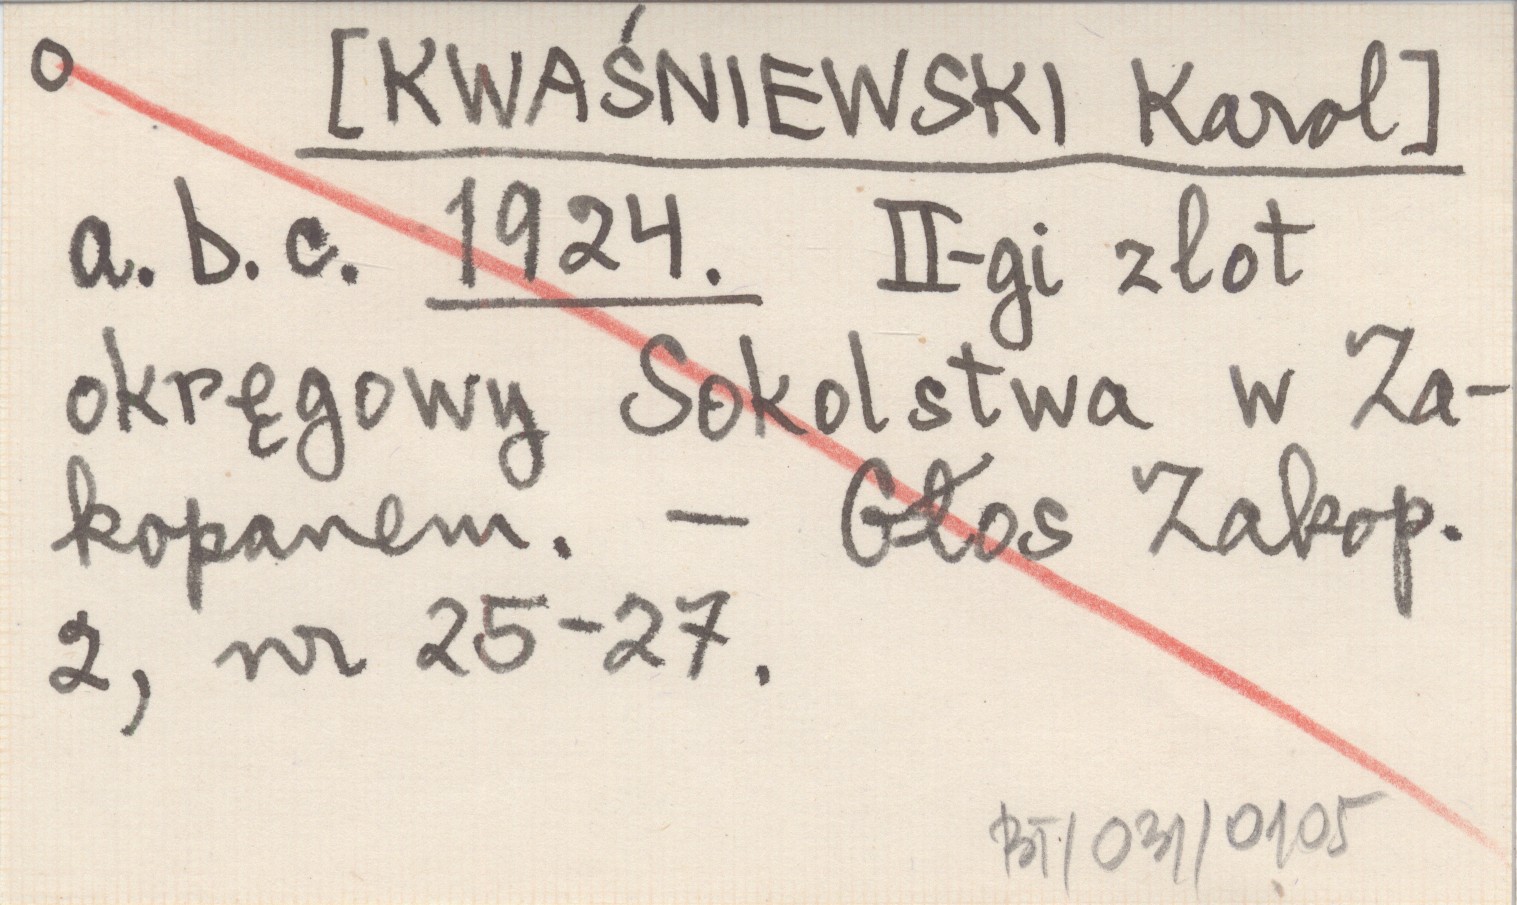 O [KWAŚNIEWSKI Karol]
a. b. c. 1924. II-gi zlot
okręgowy Sokolstwa w Za-
kopanem. — Głos Zakop.
2, nr 25-27.
BT/031/0105